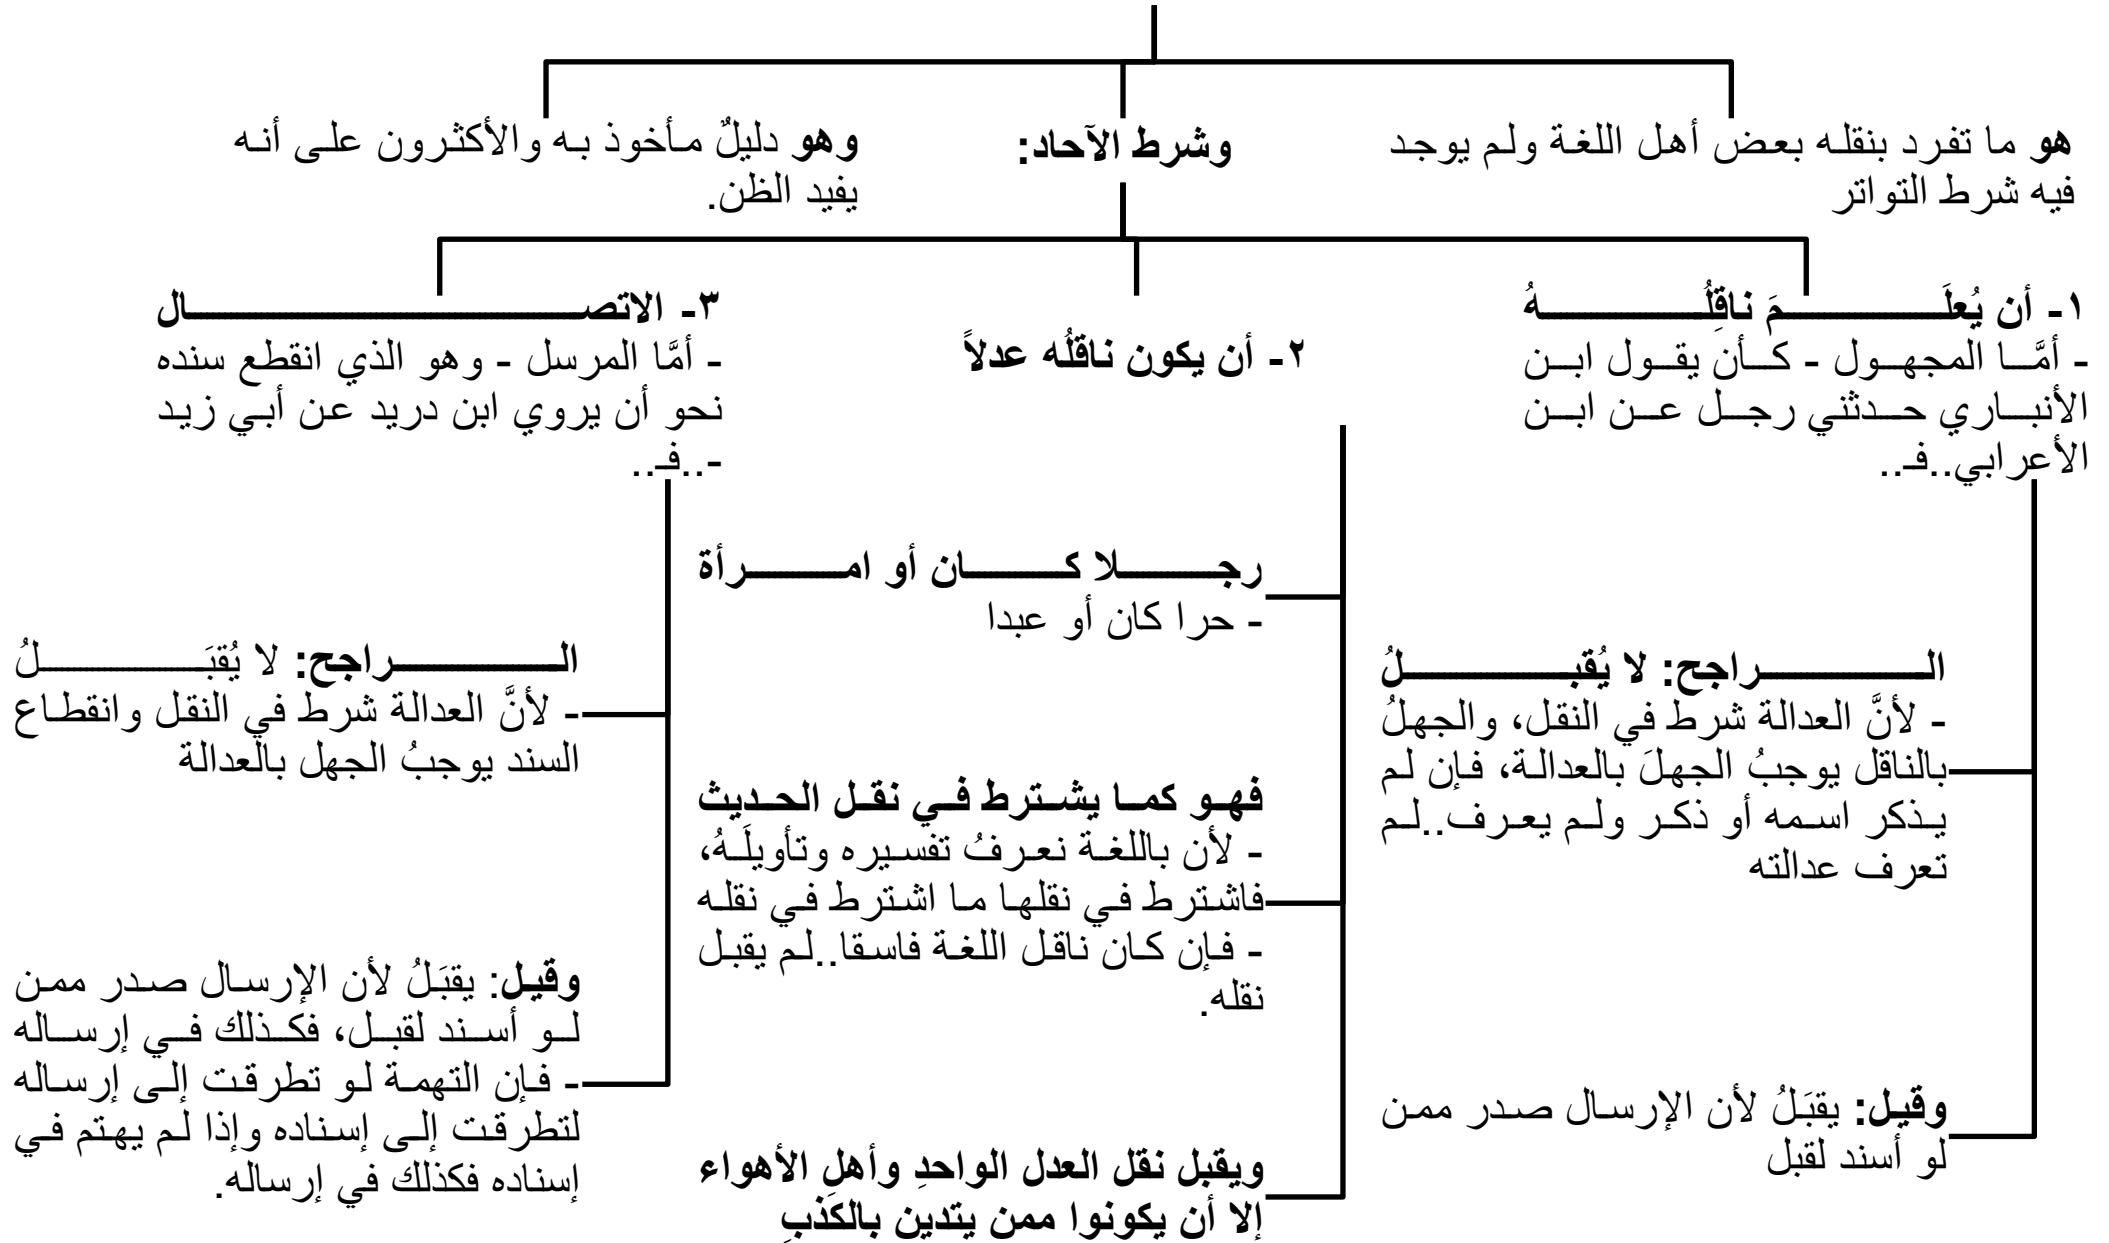 هو ما تفرد بنقله بعض أهل اللغة ولم يوجد
فيه شرط التواتر
وشرط الآحاد:
وهو دليلٌ مأخوذ به والأكثرون على أنه
يفيد الظن.
١- أن يُعلَمَ ناقِلُهُ
- أمَّا المجهول - كأن يقول ابن
الأنباري حدثني رجل عن ابن
الأعرابي..فـ..
الراجح: لا يُقبلُ
- لأنَّ العدالة شرط في النقل، والجهلُ
بالناقل يوجبُ الجهلَ بالعدالة، فإن لم
يذكر اسمه أو ذكر ولم يعرف..لم
تعرف عدالته
وقيل: يقبَلُ لأن الإرسال صدر ممن
لو أسند لقبل
٢- أن يكون ناقلُه عدلاً
رجلا كان أو امرأة
- حرا كان أو عبدا
فهو كما يشترط في نقل الحديث
- لأن باللغة نعرفُ تفسيره وتأويلَهُ،
فاشترط في نقلها ما اشترط في نقله
- فإن كان ناقل اللغة فاسقا..لم يقبل
نقله.
ويقبل نقل العدل الواحدِ وأهلِ الأهواء
إلا أن يكونوا ممن يتدين بالكَذبِ
٣- الاتصال
- أمَّا المرسل - وهو الذي انقطع سنده
نحو أن يروي ابن دريد عن أبي زيد
-..فـ..
الراجح: لا يُقبَلُ
- لأنَّ العدالة شرط في النقل وانقطاع
السند يوجبُ الجهل بالعدالة
وقيل: يقبَلُ لأن الإرسال صدر ممن
لو أسند لقبل، فكذلك في إرساله
- فإن التهمة لو تطرقت إلى إرساله
لتطرقت إلى إسناده وإذا لم يهتم في
إسناده فكذلك في إرساله.